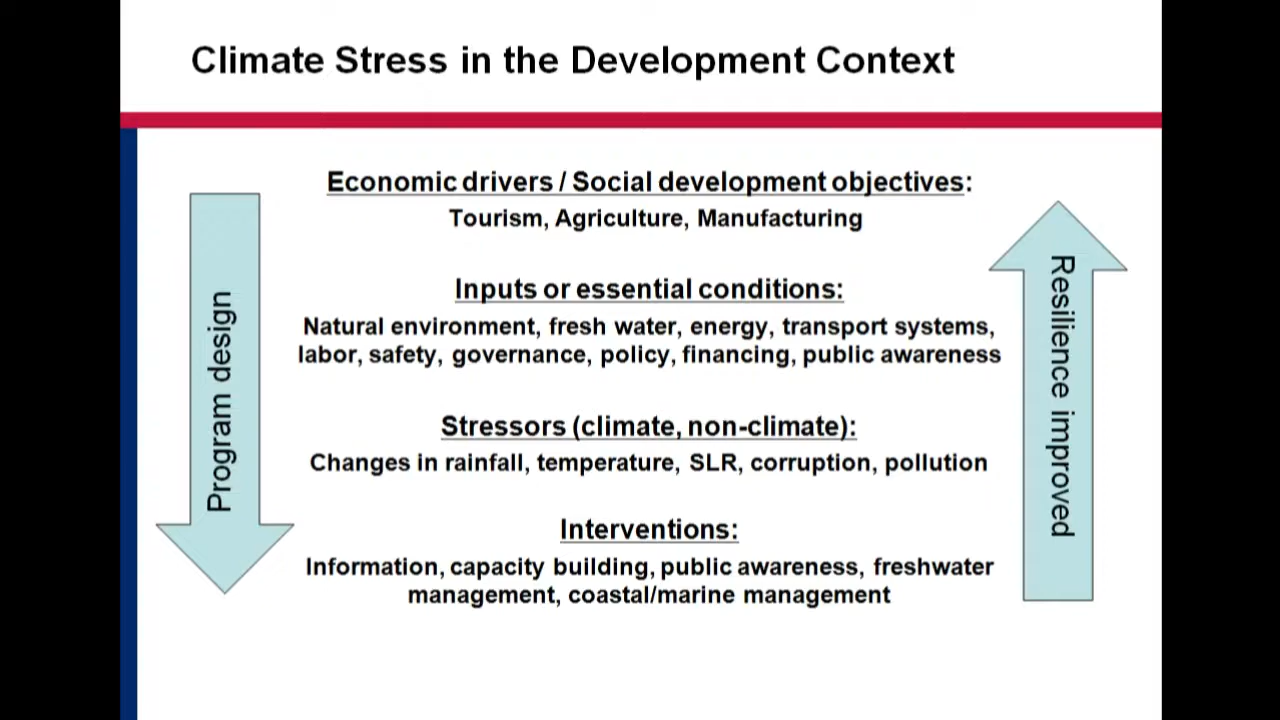 Climate Stress in the Development Context
Economic drivers / Social development objectives:
Tourism, Agriculture, Manufacturing
Inputs or essential conditions:
Natural environment, fresh water, energy, transport systems,
labor, safety, governance, policy, financing, public awareness
Stressors (climate, non-climate):
Changes in rainfall, temperature, SLR, corruption, pollution
Interventions:
Information, capacity building, public awareness, freshwater
management, coastal/marine management
Program design
Resilience improved